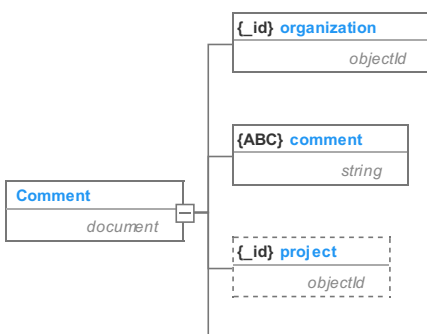 {_id} organization
objectId
{ABC} comment
string
Comment
document
{_id} project
objectId